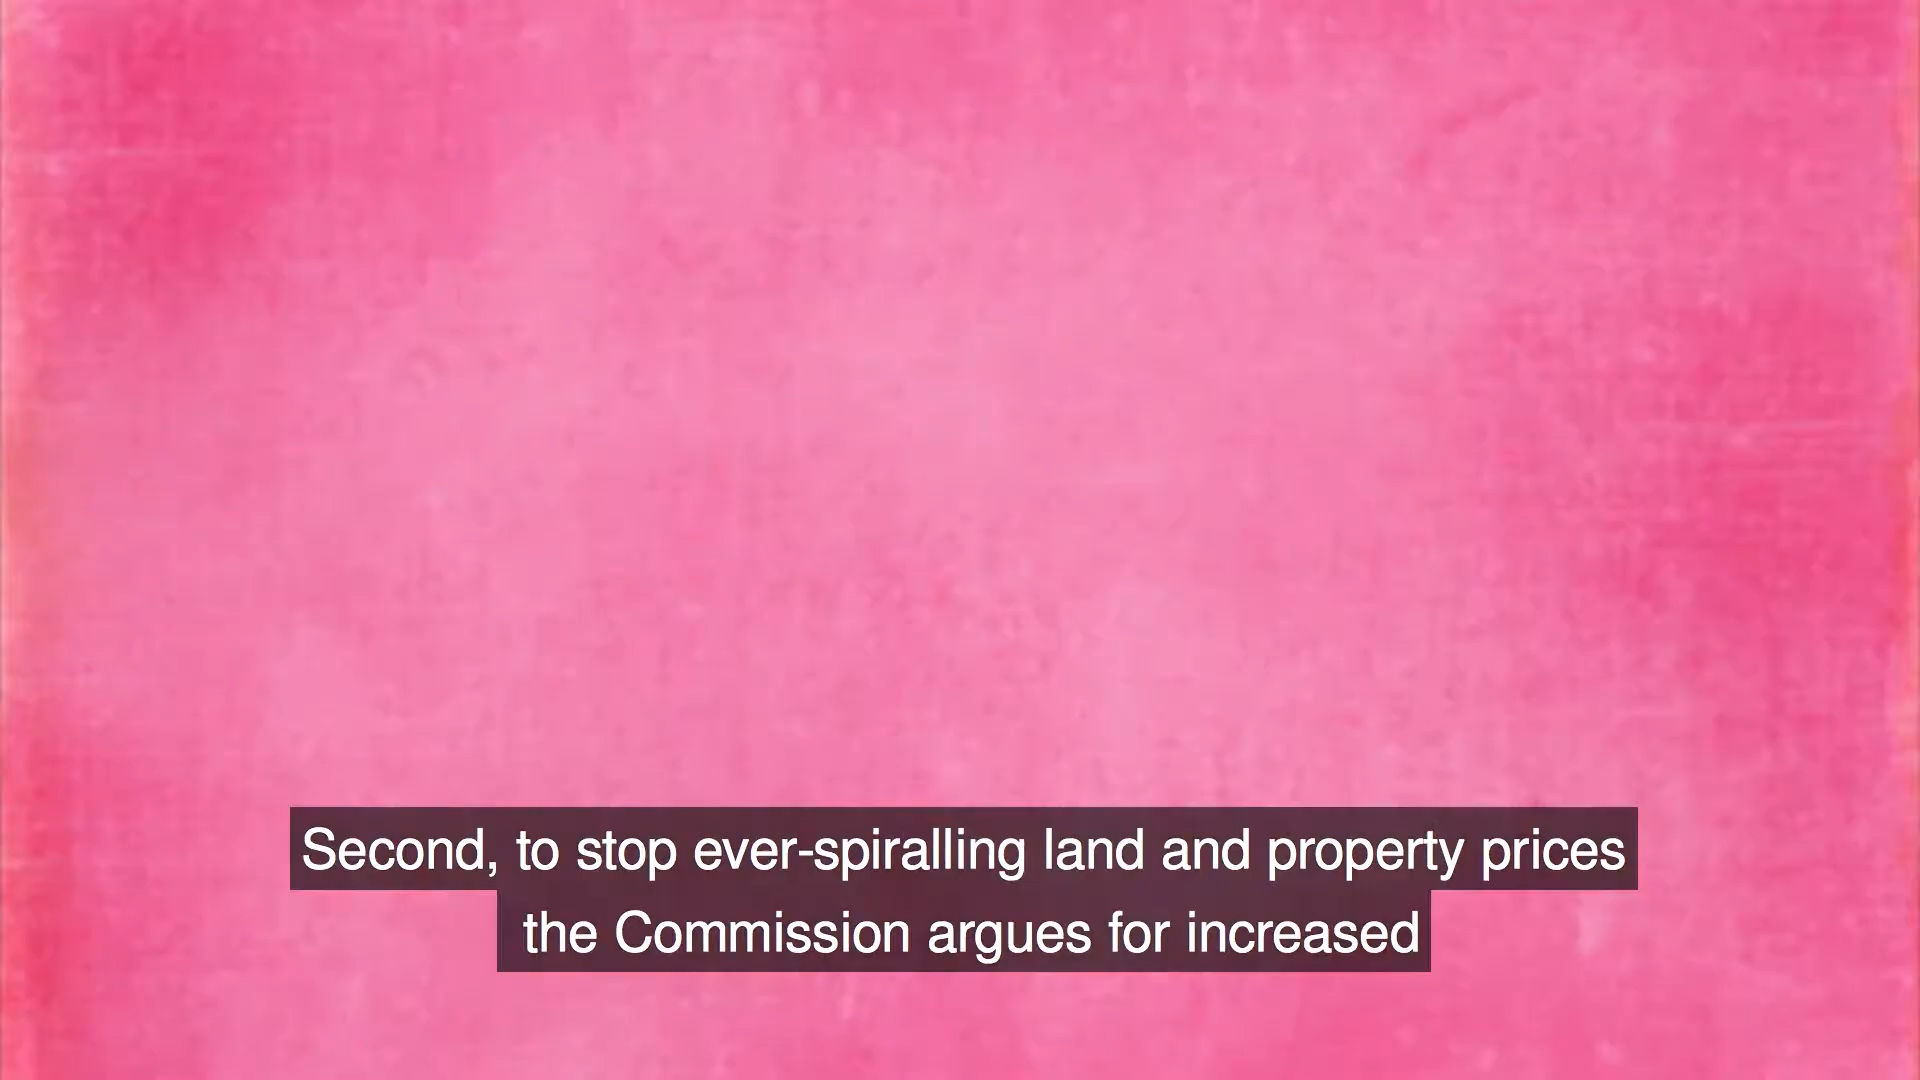 Second, to stop ever-spiralling land and property prices
the Commission argues for increased